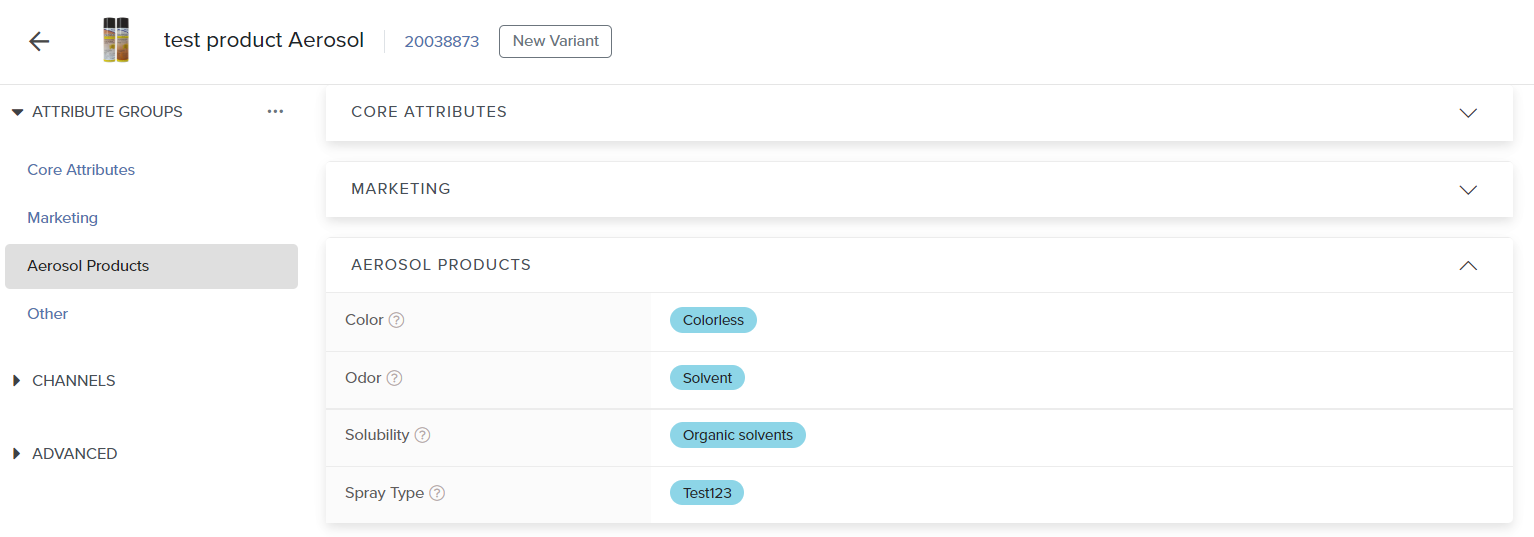 test product Aerosol
20038873
New Variant
ATTRIBUTE GROUPS
Core Attributes
Marketing
Aerosol Products
Other
CHANNELS
ADVANCED
CORE ATTRIBUTES
MARKETING
AEROSOL PRODUCTS
Color ? Colorless
Odor ? Solvent
Solubility ? Organic solvents
Spray Type ? Test123